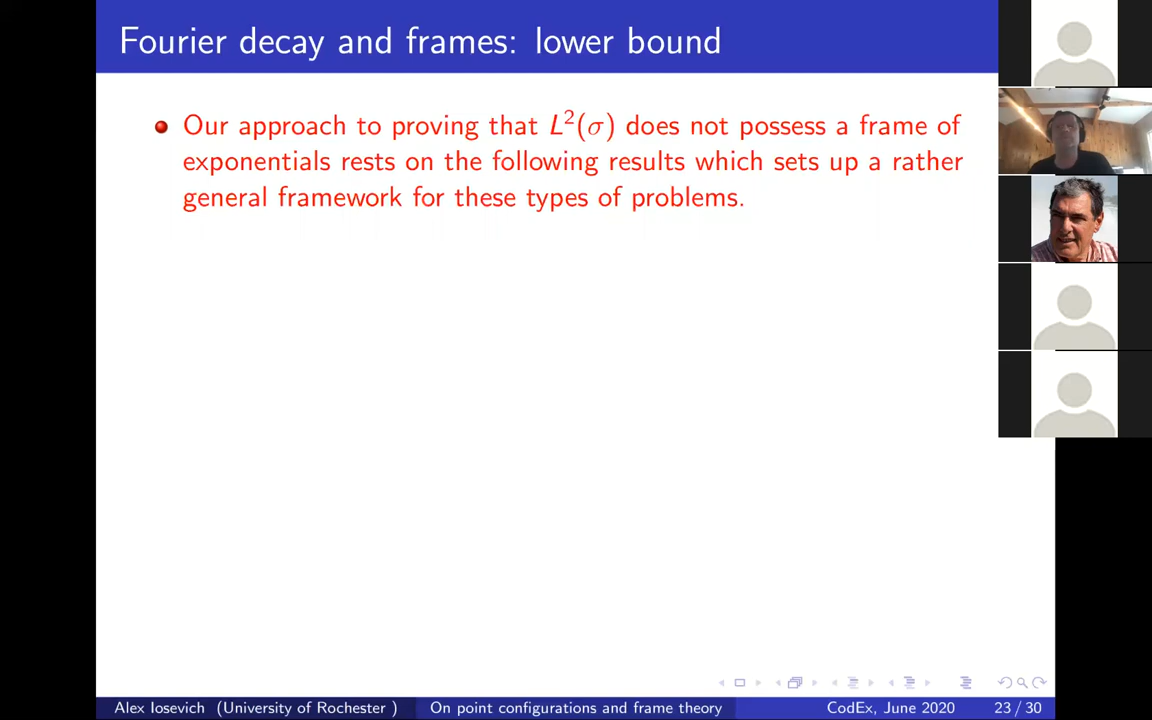 Fourier decay and frames: lower bound
Our approach to proving that L²(σ) does not possess a frame of
exponentials rests on the following results which sets up a rather
general framework for these types of problems.
Alex Iosevich (University of Rochester ) On point configurations and frame theory CodEx, June 2020 23 / 30